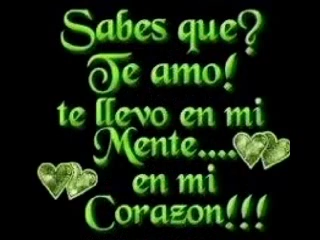 Sabes que?
Te amo!
te llevo en mi
Mente....
en mi
Corazon!!!